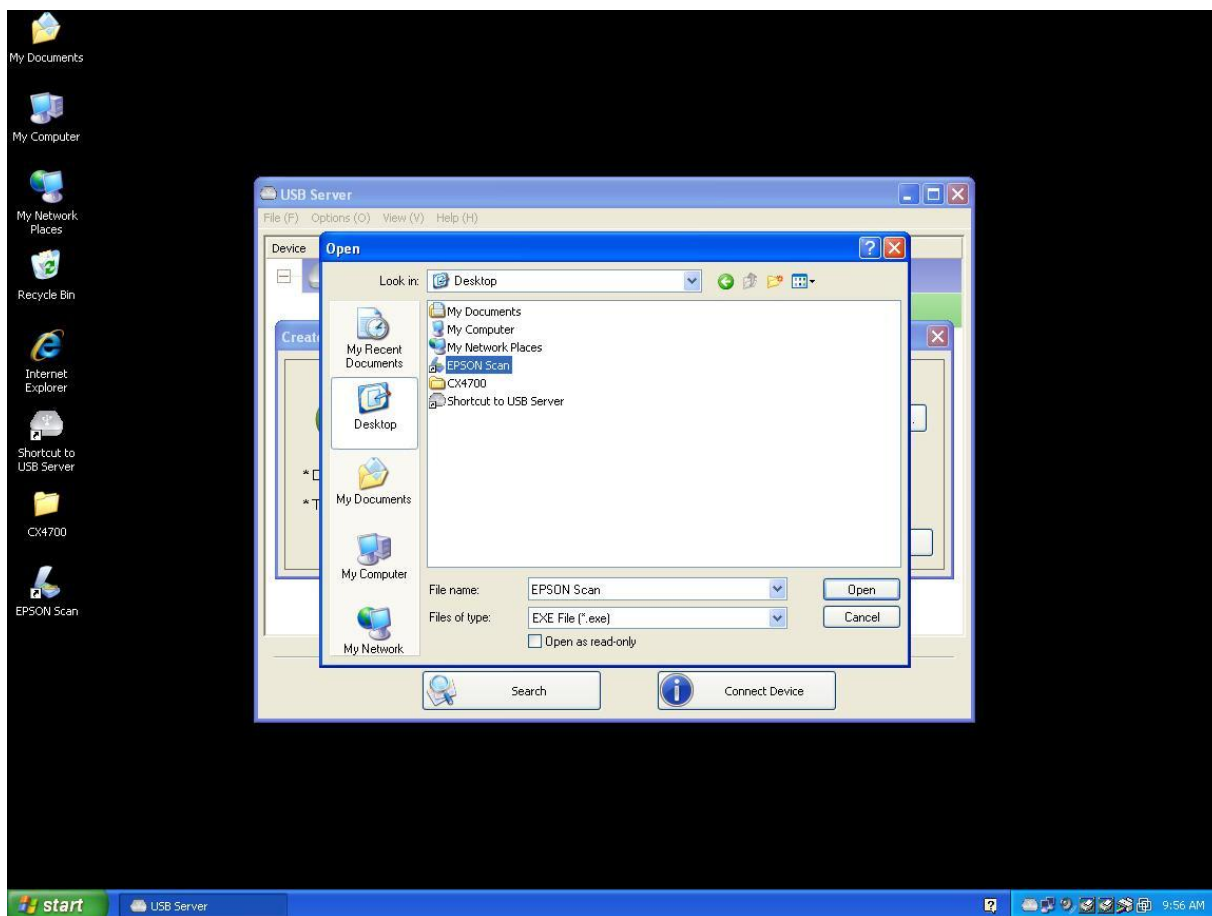 My Documents
My Computer
My Network
Places
Recycle Bin
Internet
Explorer
Shortcut to
USB Server
CX4700
EPSON Scan
USB Server
File (F) Options (O) View (V) Help (H)
Device
Open
Look in: Desktop
My Recent
Documents
Desktop
My Documents
My Computer
My Network
My Documents
My Computer
My Network Places
EPSON Scan
CX4700
Shortcut to USB Server
File name: EPSON Scan Open
Files of type: EXE File (*.exe) Cancel
Open as read-only
Search Connect Device
start USB Server 9:56 AM